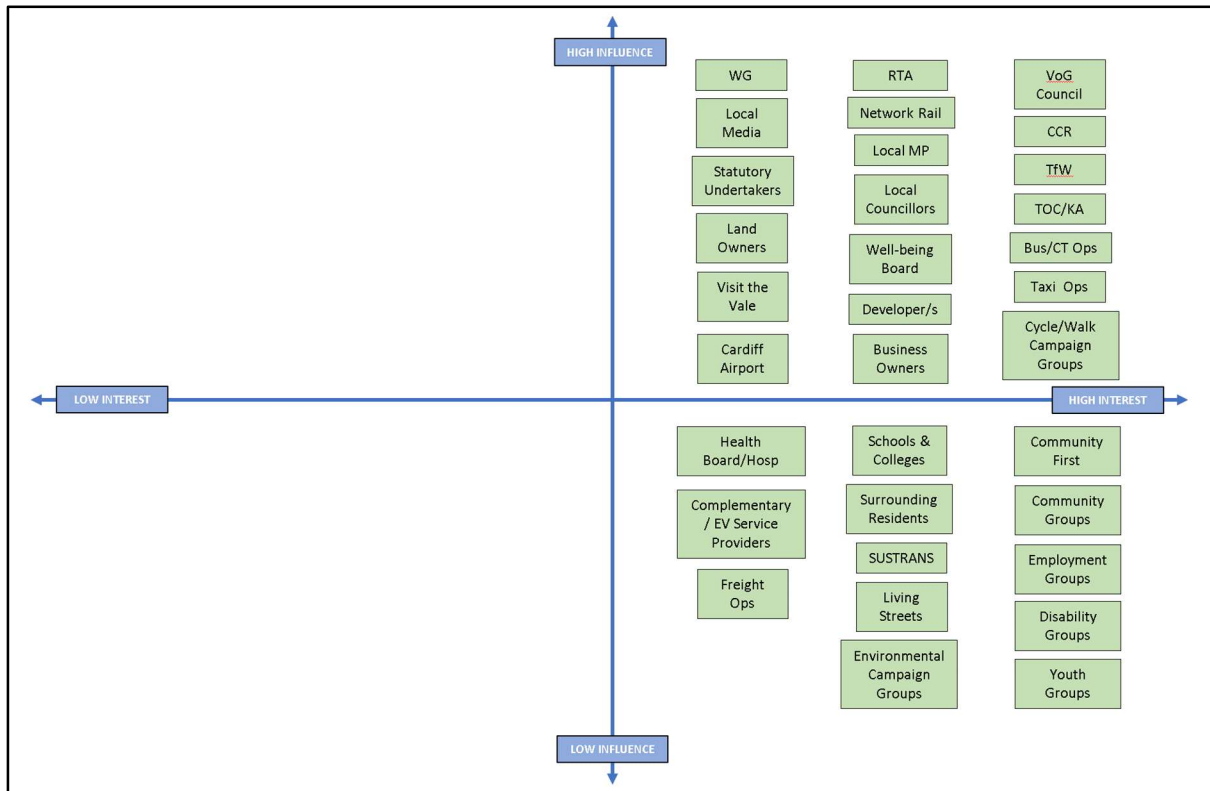 HIGH INFLUENCE
WG
Local
Media
Statutory
Undertakers
Land
Owners
Visit the
Vale
Cardiff
Airport
RTA
Network Rail
Local MP
Local
Councillors
Well-being
Board
Developer/s
Business
Owners
VoG
Council
CCR
TfW
TOC/KA
Bus/CT Ops
Taxi Ops
Cycle/Walk
Campaign
Groups
LOW INTEREST
HIGH INTEREST
Health
Board/Hosp
Complementary
/ EV Service
Providers
Freight
Ops
Schools &
Colleges
Surrounding
Residents
SUSTRANS
Living
Streets
Environmental
Campaign
Groups
Community
First
Community
Groups
Employment
Groups
Disability
Groups
Youth
Groups
LOW INFLUENCE